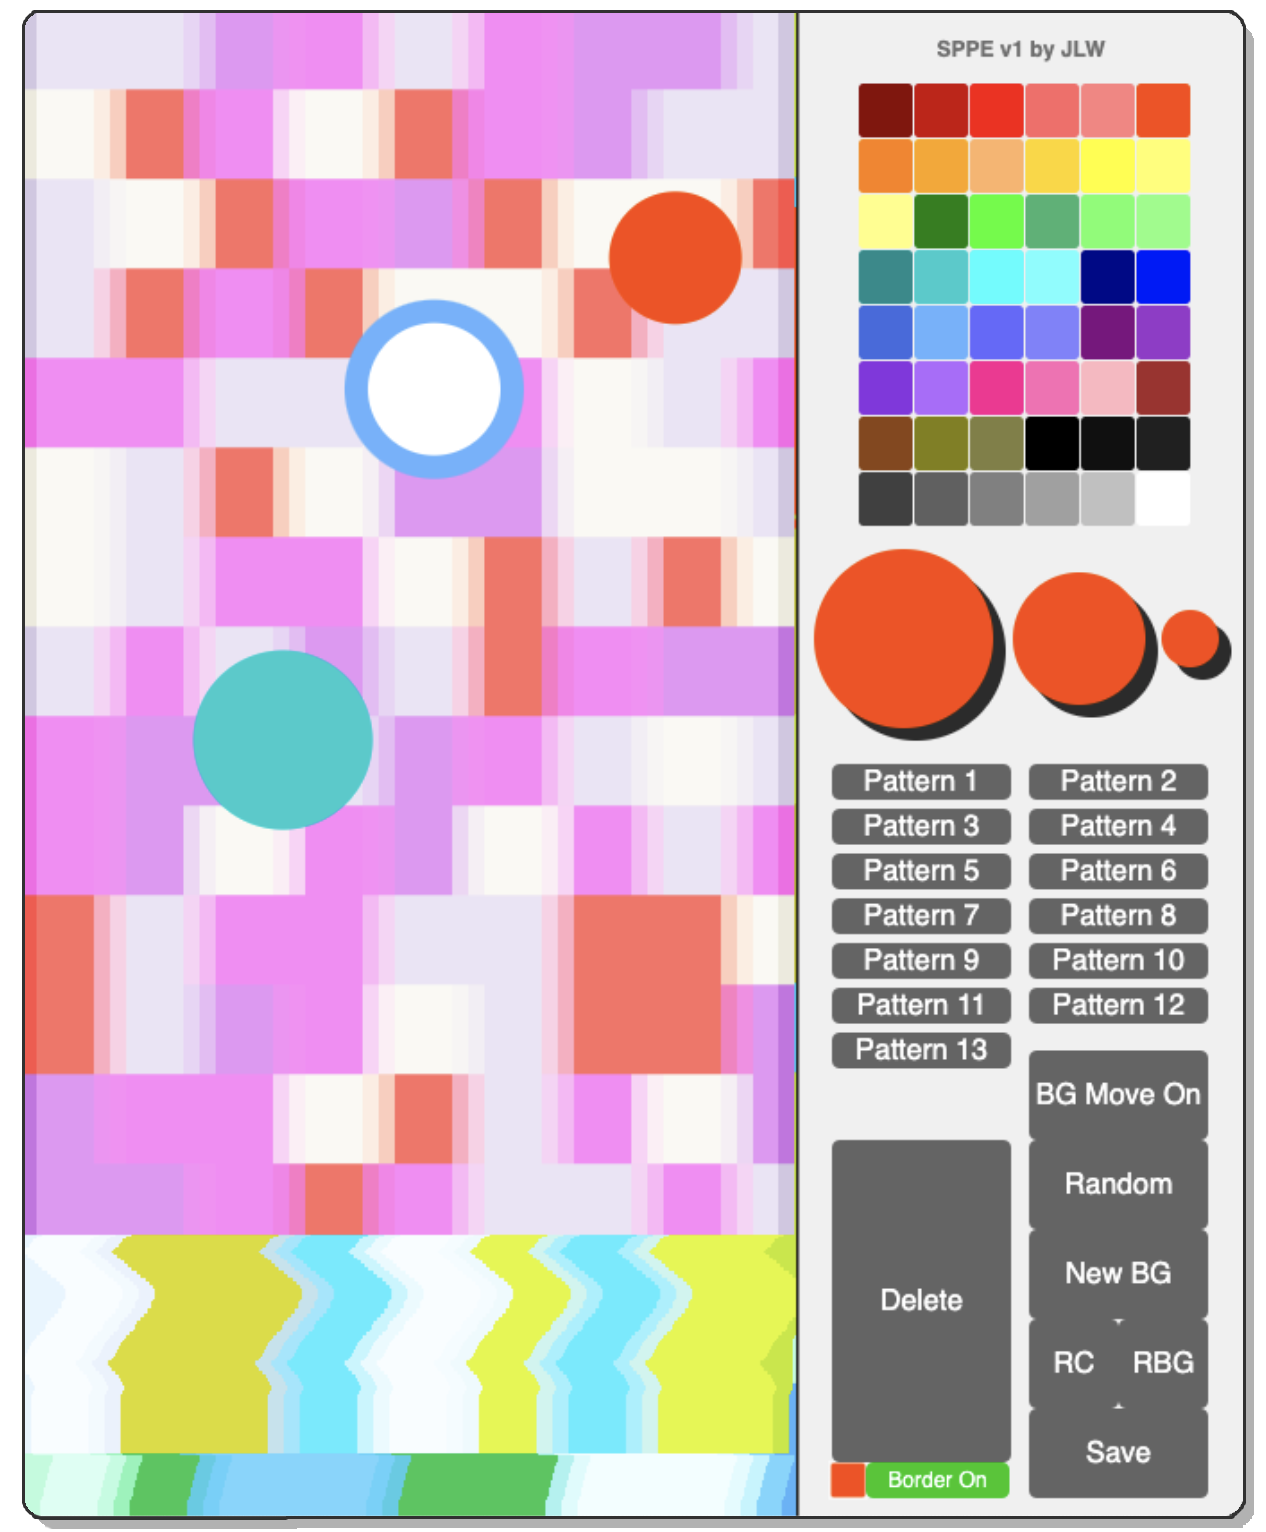 SPPE v1 by JLW
Pattern 1
Pattern 2
Pattern 3
Pattern 4
Pattern 5
Pattern 6
Pattern 7
Pattern 8
Pattern 9
Pattern 10
Pattern 11
Pattern 12
Pattern 13
BG Move On
Random
New BG
RC
RBG
Save
Delete
Border On